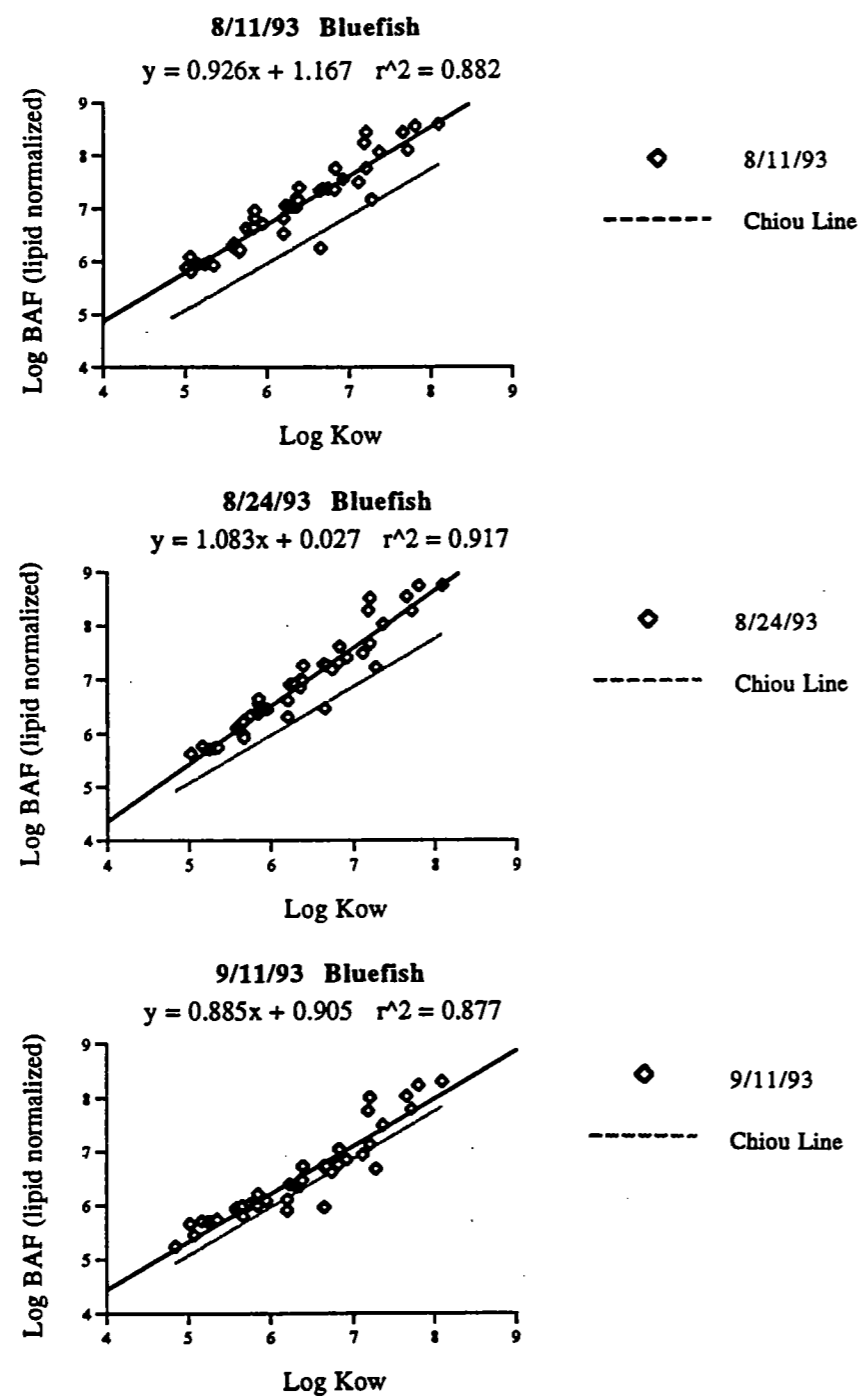 8/11/93 Bluefish
y = 0.926x + 1.167 r^2 = 0.882
Log BAF (lipid normalized)
9
8
7
6
5
4
4 5 6 7 8 9
Log Kow
8/11/93
Chiou Line
8/24/93 Bluefish
y = 1.083x + 0.027 r^2 = 0.917
Log BAF (lipid normalized)
9
8
7
6
5
4
4 5 6 7 8 9
Log Kow
8/24/93
Chiou Line
9/11/93 Bluefish
y = 0.885x + 0.905 r^2 = 0.877
Log BAF (lipid normalized)
9
8
7
6
5
4
4 5 6 7 8 9
Log Kow
9/11/93
Chiou Line